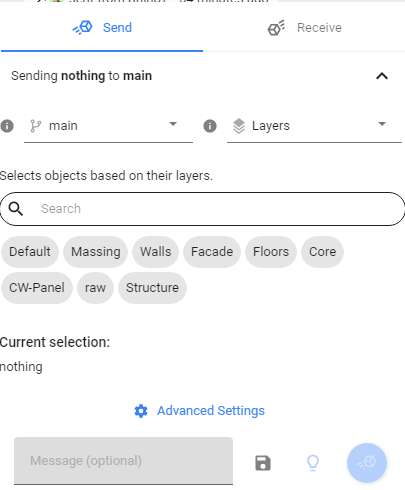 Send Receive
Sending nothing to main
main Layers
Selects objects based on their layers.
Search
Default Massing Walls Facade Floors Core
CW-Panel raw Structure
Current selection:
nothing
Advanced Settings
Message (optional)